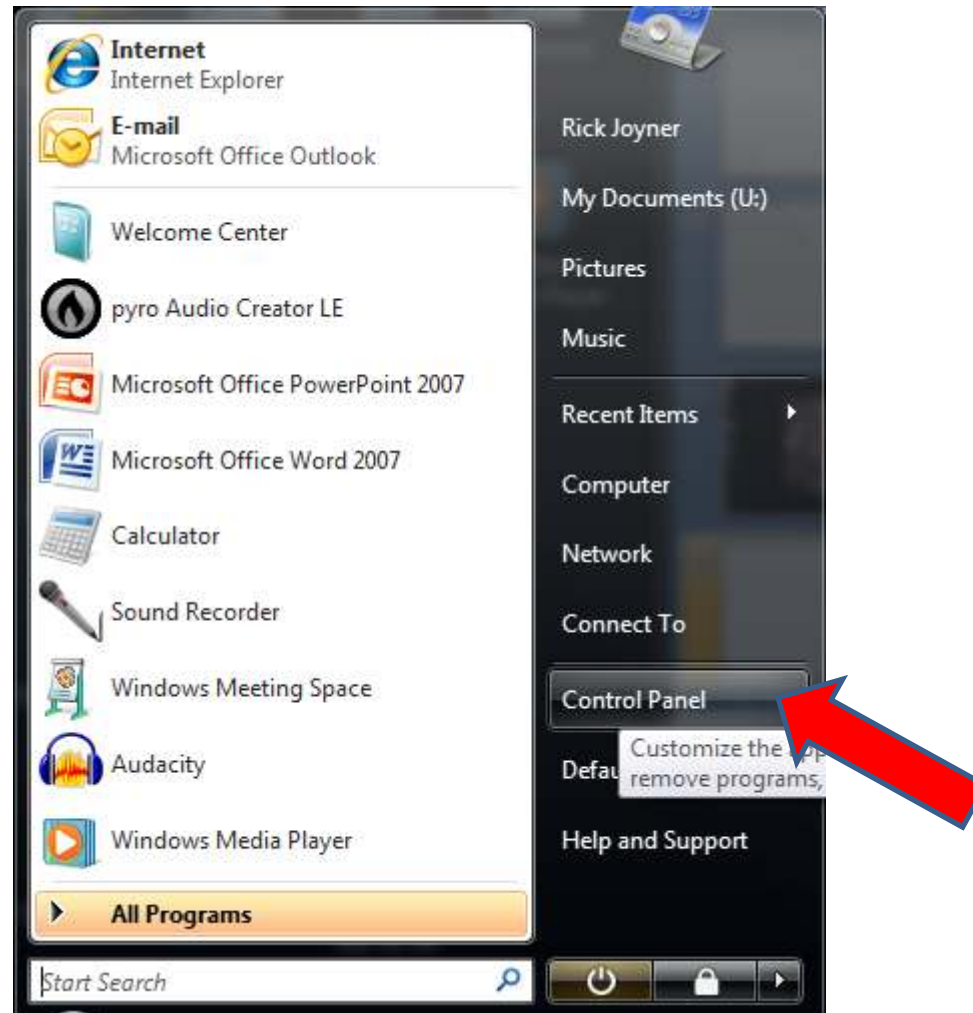 Internet
Internet Explorer
E-mail
Microsoft Office Outlook
Welcome Center
pyro Audio Creator LE
Microsoft Office PowerPoint 2007
Microsoft Office Word 2007
Calculator
Sound Recorder
Windows Meeting Space
Audacity
Windows Media Player
All Programs
Start Search
Rick Joyner
My Documents (U:)
Pictures
Music
Recent Items
Computer
Network
Connect To
Control Panel
Customize the
remove programs,
Help and Support